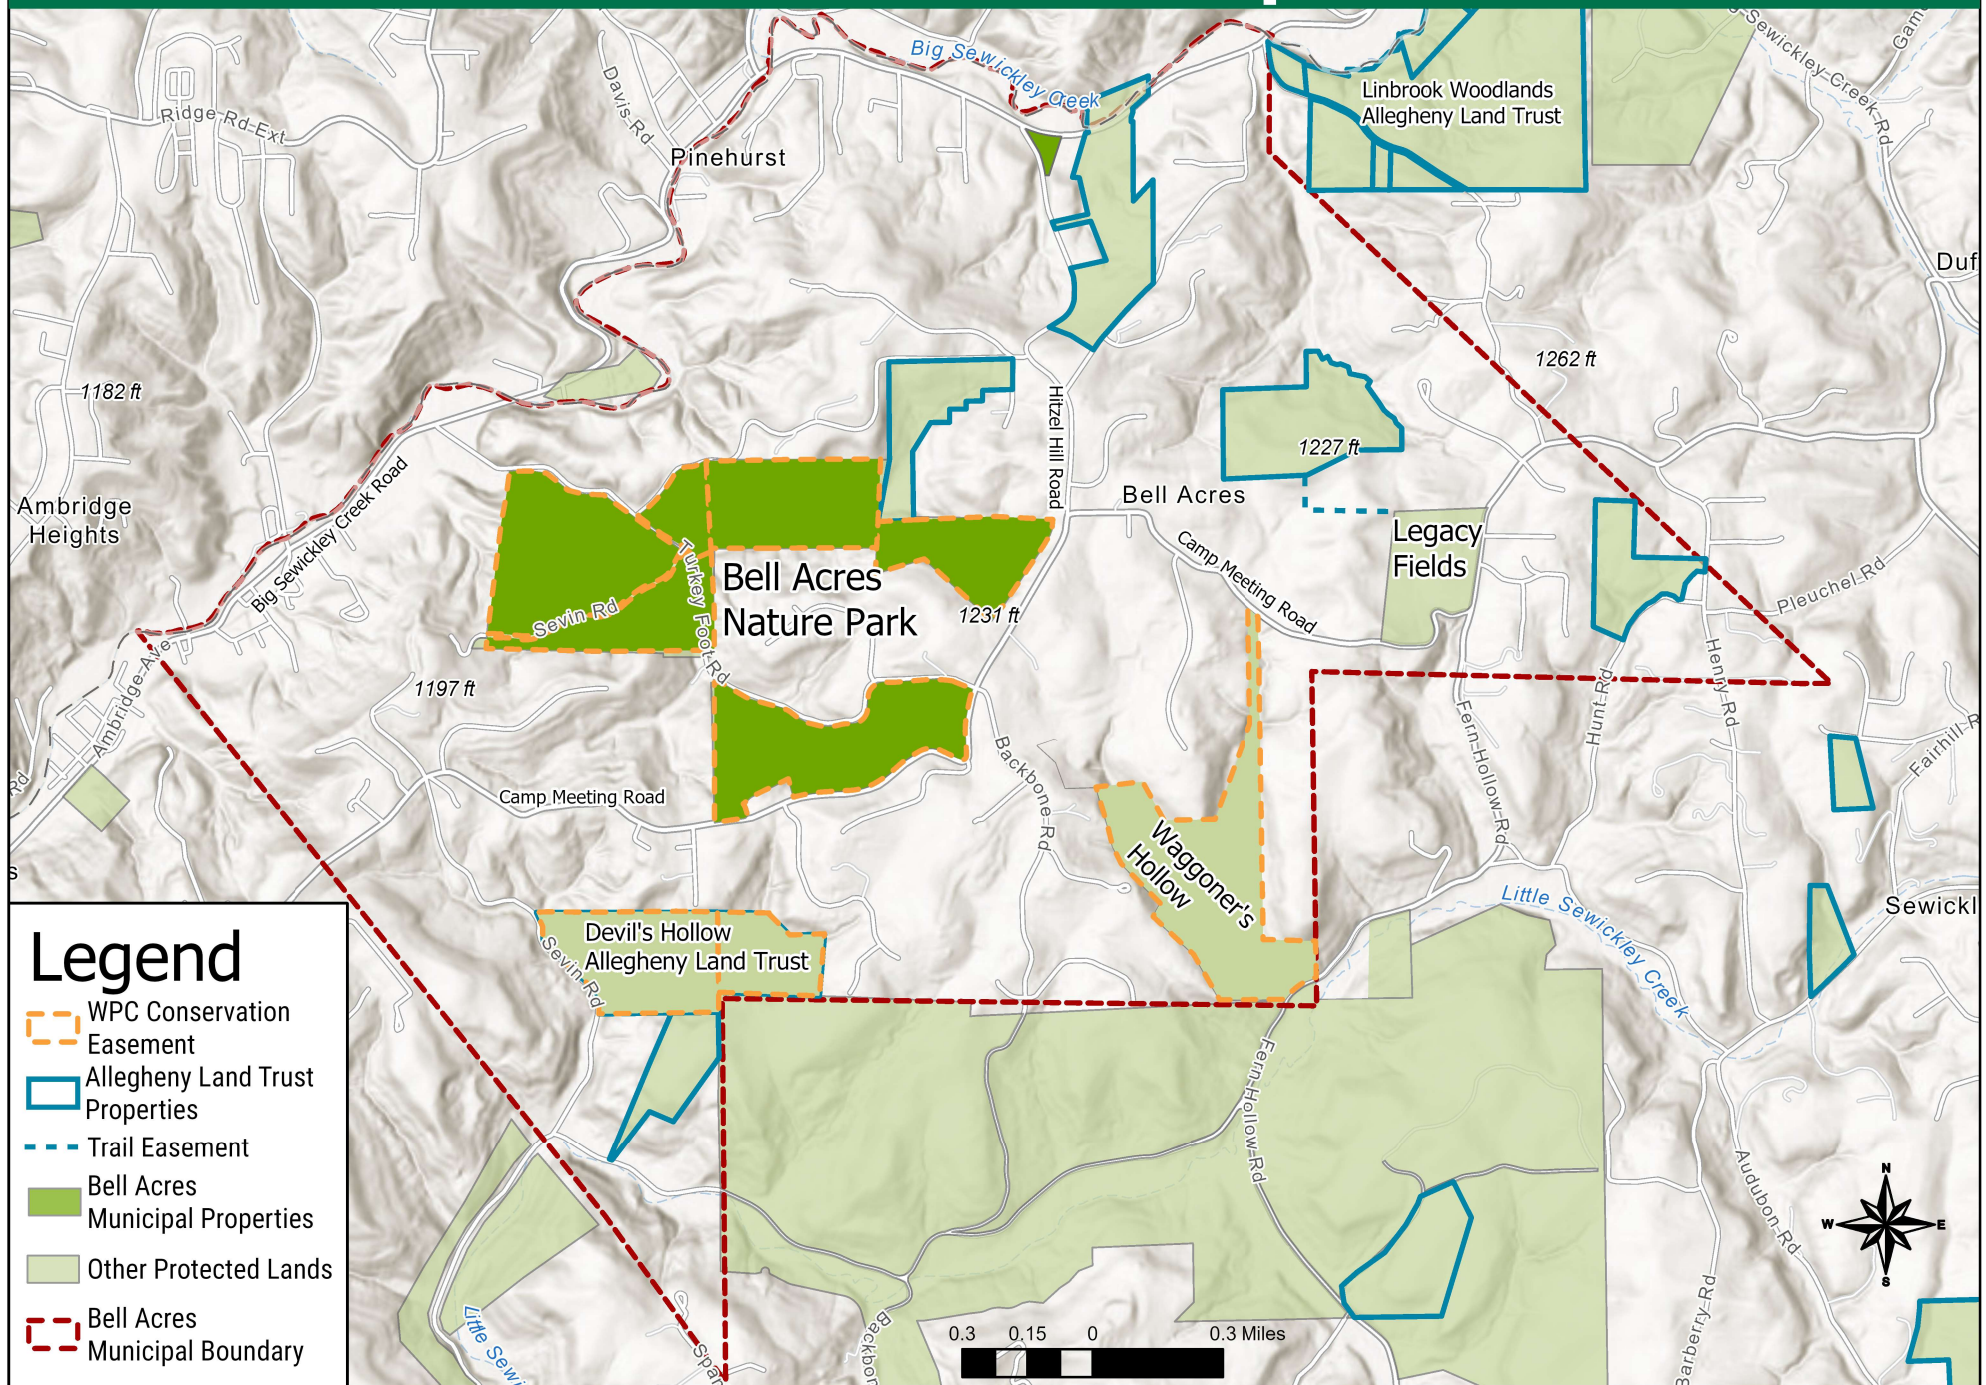 Big Sewickley Creek
Sewickley-Creek-Rd
Linbrook Woodlands
Allegheny Land Trust
Davis Rd
Ridge Rd Ext
Pinehurst
Duf
1182 ft
1262 ft
Hitzel Hill Road
1227 ft
Ambridge
Heights
Big Sewickley Creek Road
Bell Acres
Legacy
Fields
Camp Meeting Road
Turkey Foot Rd
Bell Acres
Nature Park
Sevin Rd
1231 ft
Pleuchel Rd
Ambridge-Ave
1197 ft
Henry-Rd
Hunt-Rd
Fern-Hollow-Rd
Fairhill
Backbone-Rd
Rd
Camp Meeting Road
Waggoner's
Hollow
s
Little Sewickley Creek
Sewickl
Devil's Hollow
Allegheny Land Trust
Sevin Rd
Fern-Hollow-Rd
Audubon-Rd
Barberry-Rd
Little Sewi
Spar
Backbon
Legend
WPC Conservation
Easement
Allegheny Land Trust
Properties
Trail Easement
Bell Acres
Municipal Properties
Other Protected Lands
Bell Acres
Municipal Boundary
N
W E
S
0.3 0.15 0 0.3 Miles